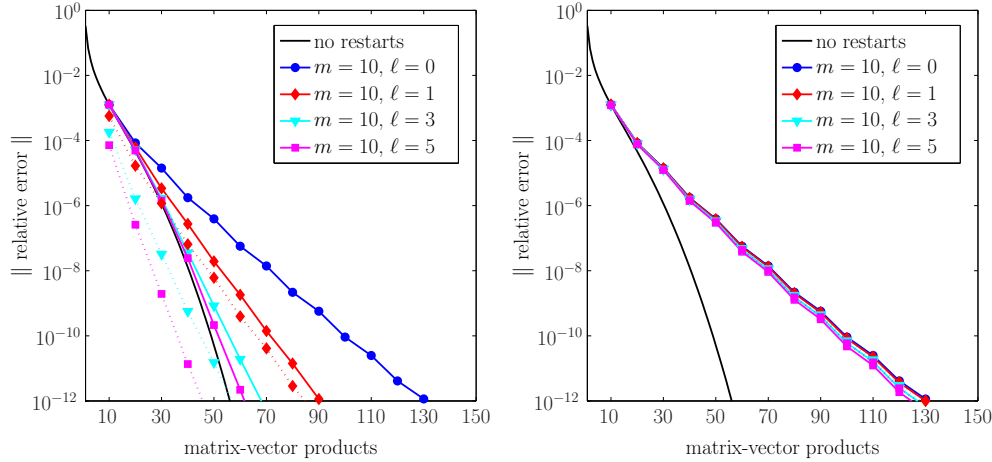 10^0
10^−2
10^−4
10^−6
10^−8
10^−10
10^−12
‖ relative error ‖
10 30 50 70 90 110 130 150
matrix-vector products
no restarts
m = 10, ℓ = 0
m = 10, ℓ = 1
m = 10, ℓ = 3
m = 10, ℓ = 5
10^0
10^−2
10^−4
10^−6
10^−8
10^−10
10^−12
‖ relative error ‖
10 30 50 70 90 110 130 150
matrix-vector products
no restarts
m = 10, ℓ = 0
m = 10, ℓ = 1
m = 10, ℓ = 3
m = 10, ℓ = 5